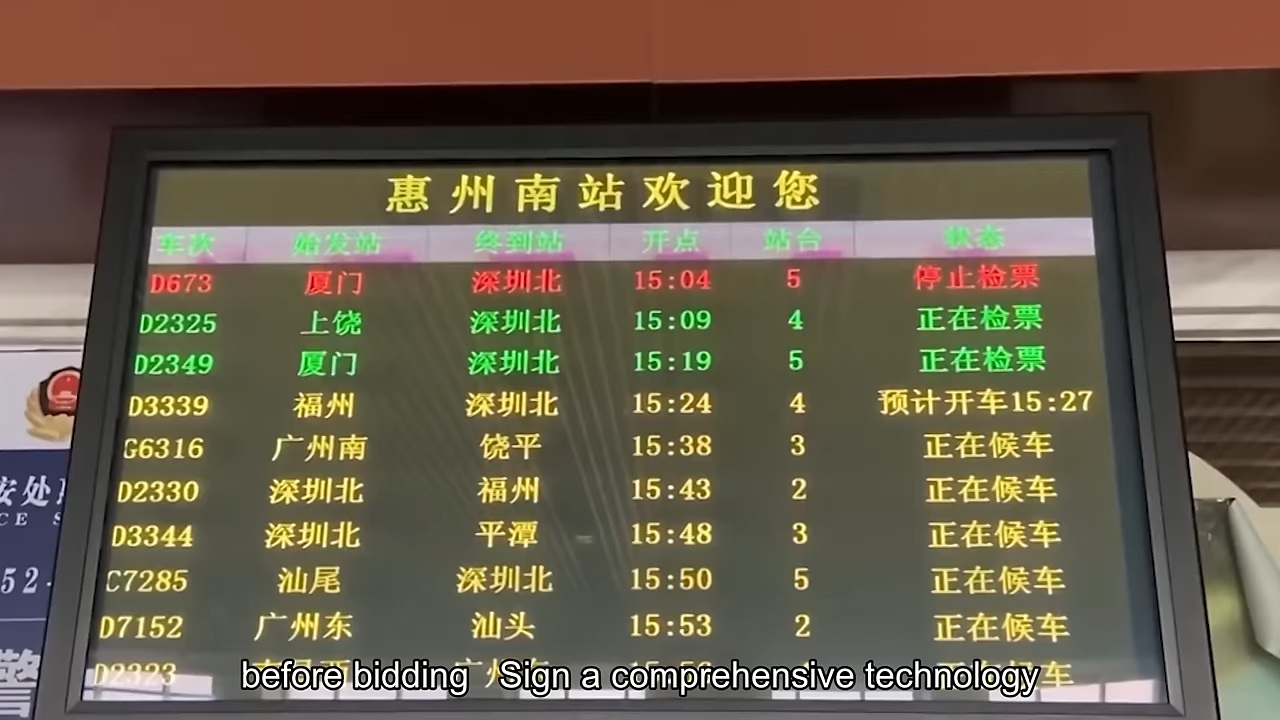 惠州南站欢迎您
车次 始发站 终到站 开点 站台 状态
D673 厦门 深圳北 15:04 5 停止检票
D2325 上饶 深圳北 15:09 4 正在检票
D2349 厦门 深圳北 15:19 5 正在检票
D3339 福州 深圳北 15:24 4 预计开车15:27
G6316 广州南 饶平 15:38 3 正在候车
D2330 深圳北 福州 15:43 2 正在候车
D3344 深圳北 平潭 15:48 3 正在候车
C7285 汕尾 深圳北 15:50 5 正在候车
D7152 广州东 汕头 15:53 2 正在候车
D2323
安处
CE S
52-
警
before bidding Sign a comprehensive technology